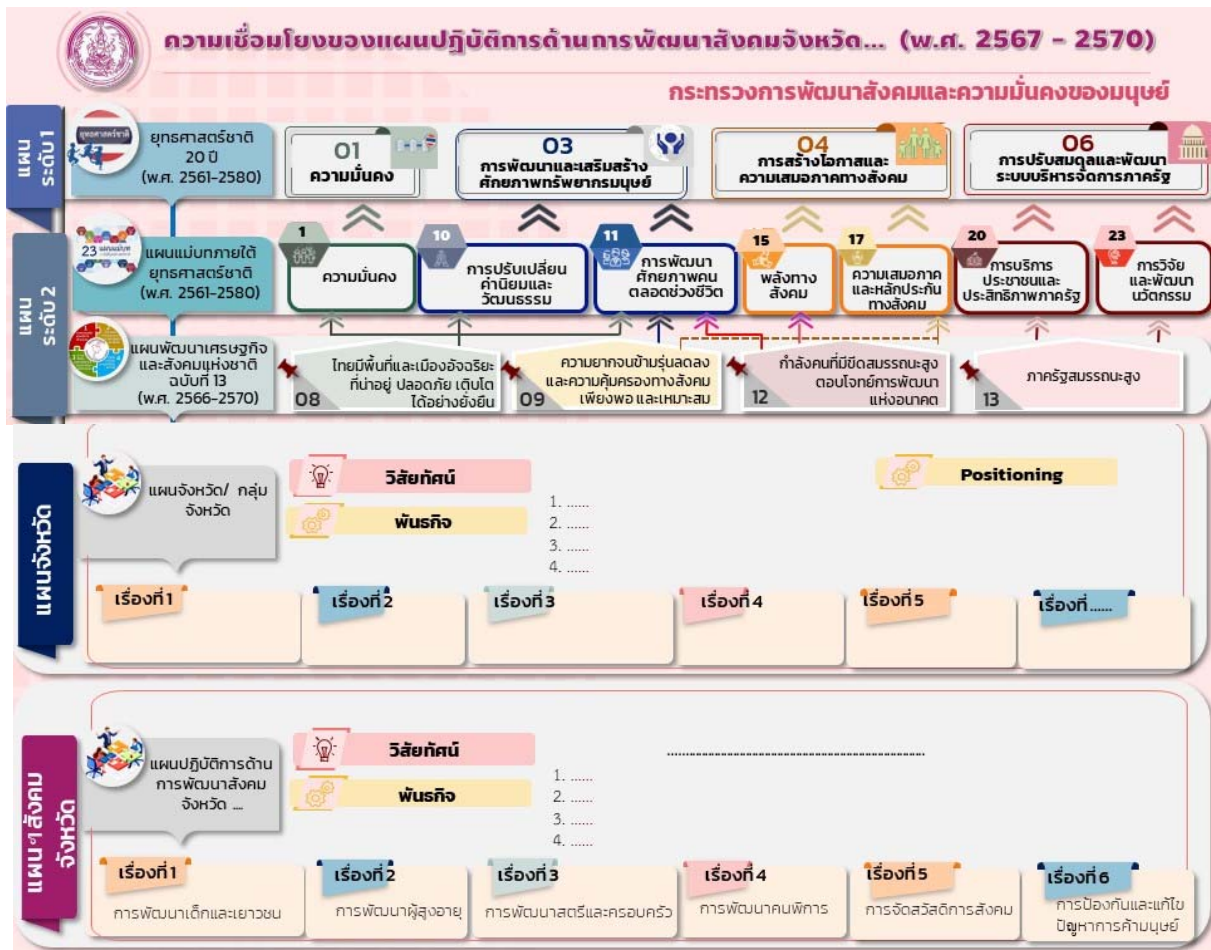 ความเชื่อมโยงของแผนปฏิบัติการด้านการพัฒนาสังคมจังหวัด... (พ.ศ. 2567 - 2570)
กระทรวงการพัฒนาสังคมและความมั่นคงของมนุษย์
แผน
ระดับ 1
ยุทธศาสตร์ชาติ
ยุทธศาสตร์ชาติ
20 ปี
(พ.ศ. 2561-2580)
01
ความมั่นคง
03
การพัฒนาและเสริมสร้าง
ศักยภาพทรัพยากรมนุษย์
04
การสร้างโอกาสและ
ความเสมอภาคทางสังคม
06
การปรับสมดุลและพัฒนา
ระบบบริหารจัดการภาครัฐ
แผน
ระดับ 2
23 แผนแม่บท
แผนแม่บทภายใต้
ยุทธศาสตร์ชาติ
(พ.ศ. 2561-2580)
1
ความมั่นคง
10
การปรับเปลี่ยน
ค่านิยมและ
วัฒนธรรม
11
การพัฒนา
ศักยภาพคน
ตลอดช่วงชีวิต
15
พลังทาง
สังคม
17
ความเสมอภาค
และหลักประกัน
ทางสังคม
20
การบริการ
ประชาชนและ
ประสิทธิภาพภาครัฐ
23
การวิจัย
และพัฒนา
นวัตกรรม
แผนพัฒนาเศรษฐกิจ
และสังคมแห่งชาติ
ฉบับที่ 13
(พ.ศ. 2566-2570)
ไทยมีพื้นที่และเมืองอัจฉริยะ
ที่น่าอยู่ ปลอดภัย เติบโต
ได้อย่างยั่งยืน
08
ความยากจนข้ามรุ่นลดลง
และความคุ้มครองทางสังคม
เพียงพอ และเหมาะสม
09
กำลังคนที่มีขีดสมรรถนะสูง
ตอบโจทย์การพัฒนา
แห่งอนาคต
12
ภาครัฐสมรรถนะสูง
13
แผนจังหวัด
แผนจังหวัด/ กลุ่ม
จังหวัด
วิสัยทัศน์
Positioning
พันธกิจ
1. ......
2. ......
3. ......
4. ......
เรื่องที่1
เรื่องที่2
เรื่องที่3
เรื่องที่4
เรื่องที่5
เรื่องที่......
แผนฯสังคม
จังหวัด
แผนปฏิบัติการด้าน
การพัฒนาสังคม
จังหวัด ...
วิสัยทัศน์
..............................................................
พันธกิจ
1. ......
2. ......
3. ......
4. ......
เรื่องที่1
การพัฒนาเด็กและเยาวชน
เรื่องที่2
การพัฒนาผู้สูงอายุ
เรื่องที่3
การพัฒนาสตรีและครอบครัว
เรื่องที่4
การพัฒนาคนพิการ
เรื่องที่5
การจัดสวัสดิการสังคม
เรื่องที่6
การป้องกันและแก้ไข
ปัญหาการค้ามนุษย์